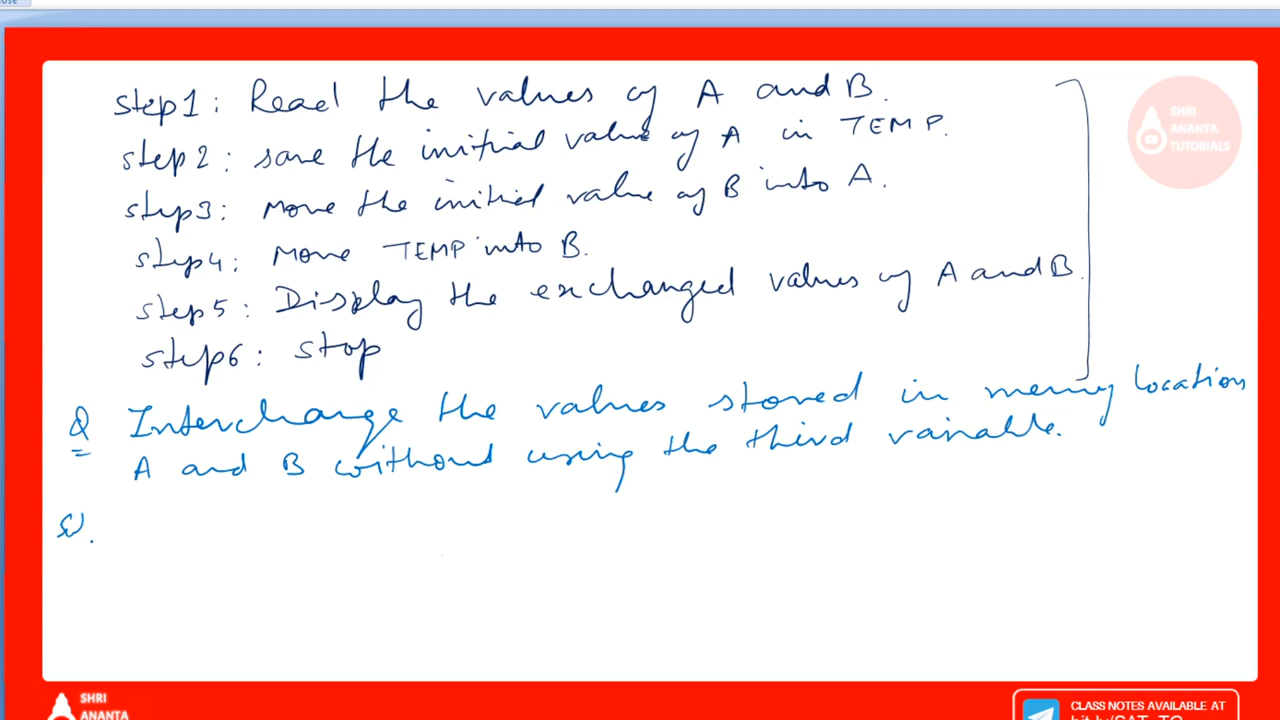 step1: Read the values of A and B.
step2: save the initial value of A in TEMP.
step3: Move the initial value of B into A.
step4: Move TEMP into B.
step5: Display the exchanged values of A and B.
step6: stop
Q Interchange the values stored in memory location
A and B without using the third variable.
Sol.
SHRI
ANANTA
TUTORIALS
SHRI
ANANTA
CLASS NOTES AVAILABLE AT